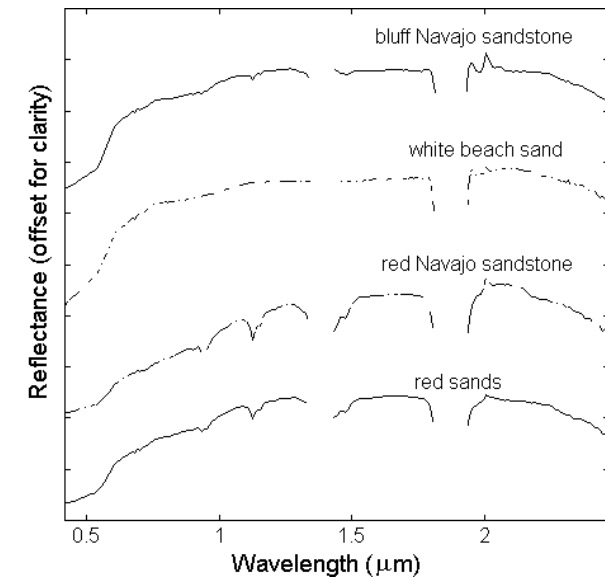 bluff Navajo sandstone
white beach sand
red Navajo sandstone
red sands
Reflectance (offset for clarity)
0.5 1 1.5 2
Wavelength (μm)